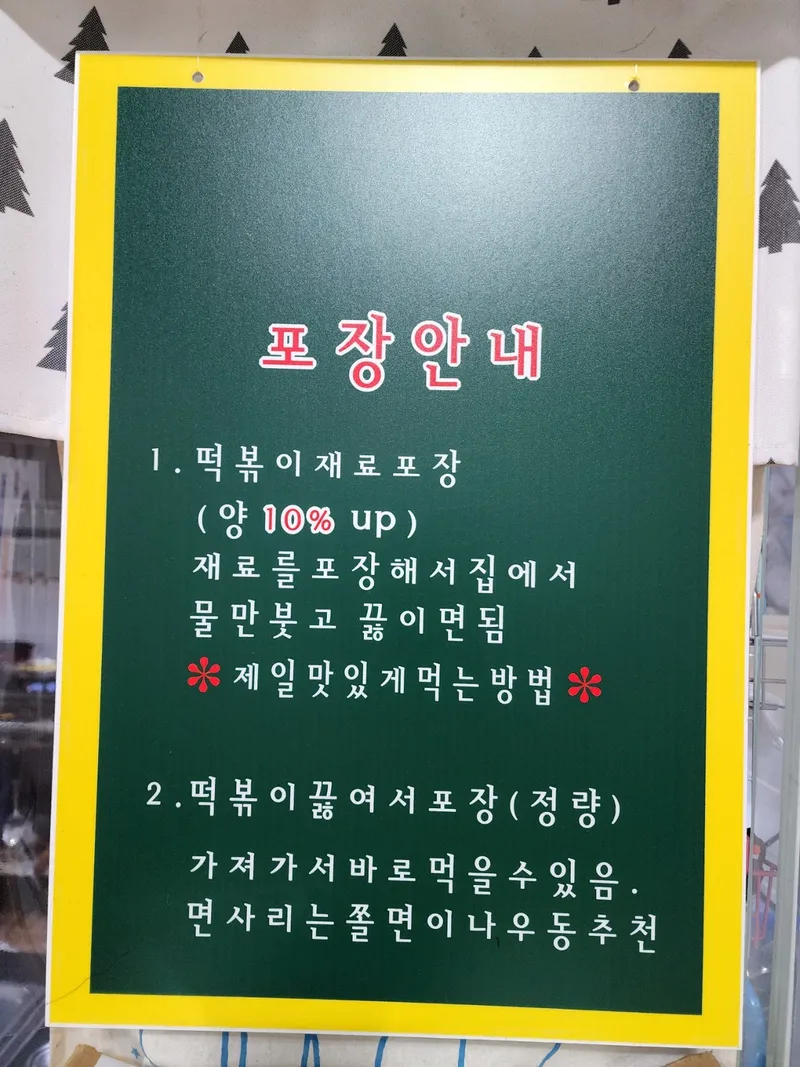 포장안내
1. 떡볶이재료포장
(양 10% up)
재료를포장해서집에서
물만붓고 끓이면됨
*제일맛있게먹는방법*
2. 떡볶이끓여서포장(정량)
가져가서바로먹을수있음.
면사리는쫄면이나우동추천